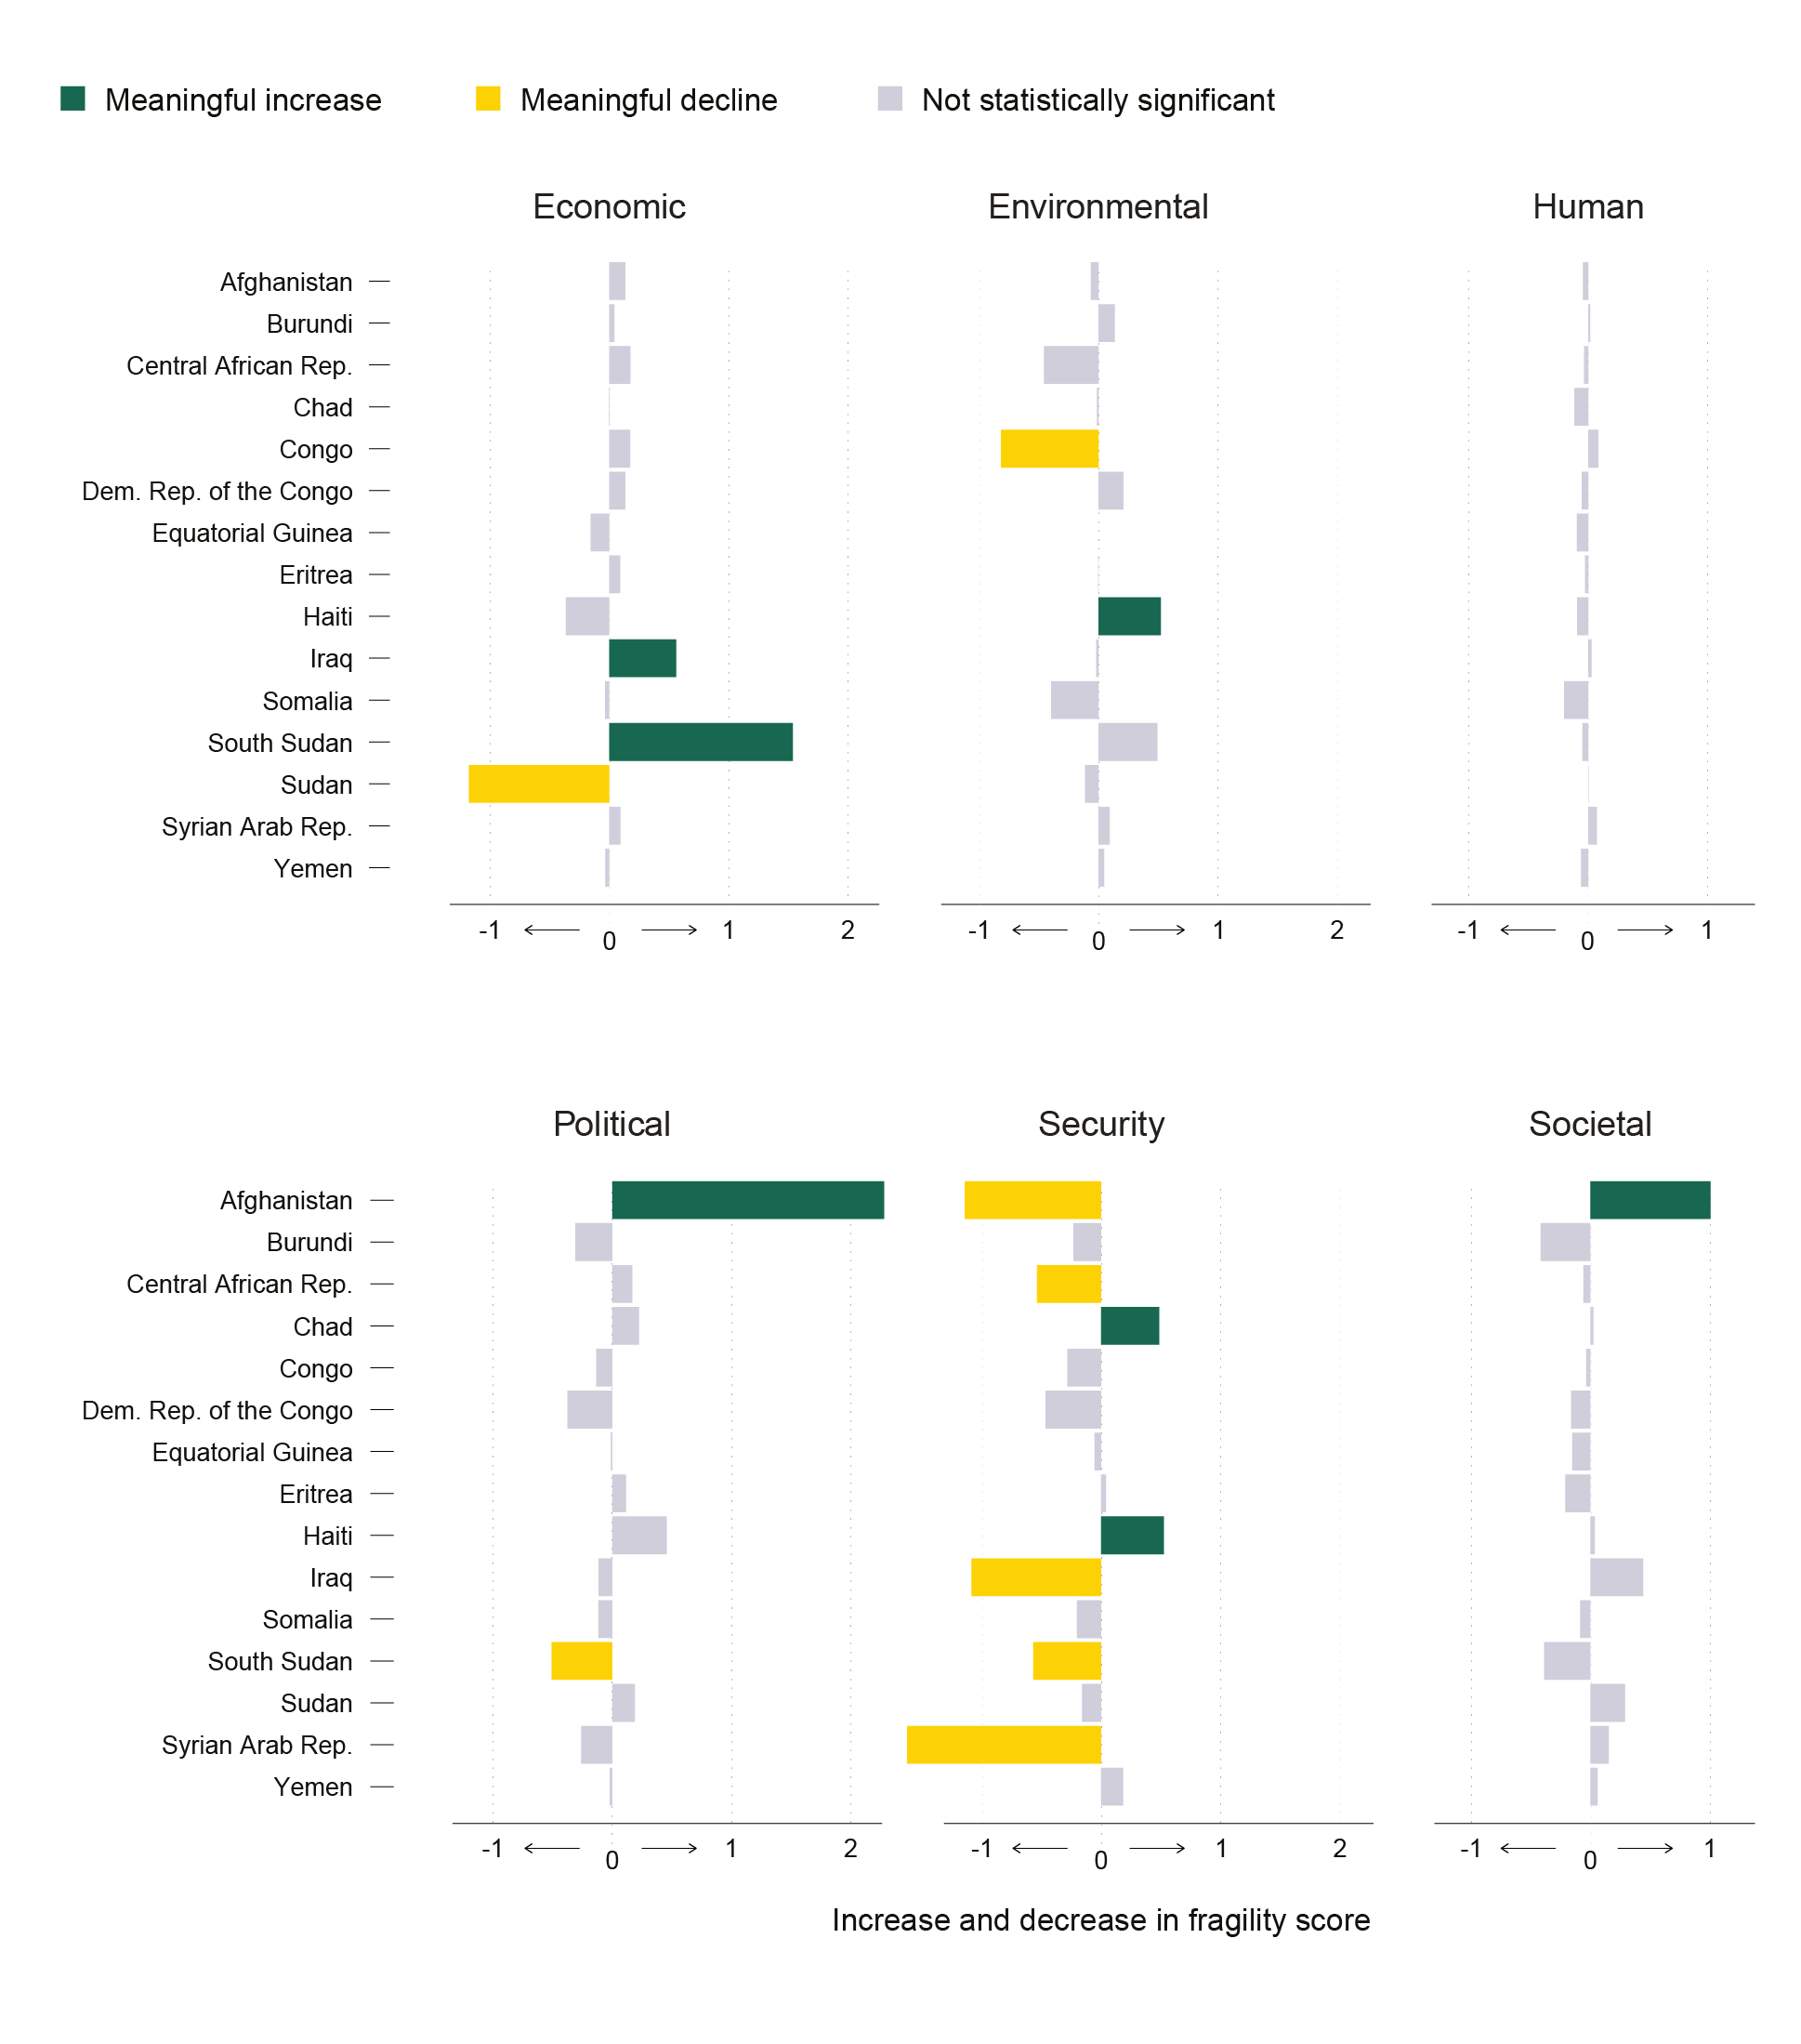 Meaningful increase Meaningful decline Not statistically significant
Economic Environmental Human
Afghanistan
Burundi
Central African Rep.
Chad
Congo
Dem. Rep. of the Congo
Equatorial Guinea
Eritrea
Haiti
Iraq
Somalia
South Sudan
Sudan
Syrian Arab Rep.
Yemen
-1 0 1 2 -1 0 1 2 -1 0 1
Political Security Societal
Afghanistan
Burundi
Central African Rep.
Chad
Congo
Dem. Rep. of the Congo
Equatorial Guinea
Eritrea
Haiti
Iraq
Somalia
South Sudan
Sudan
Syrian Arab Rep.
Yemen
-1 0 1 2 -1 0 1 2 -1 0 1
Increase and decrease in fragility score